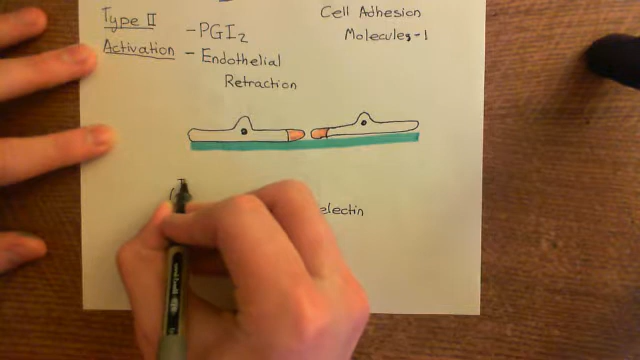 Type II
Activation
- PGI2
- Endothelial
Retraction
Cell Adhesion
Molecules-1
electin